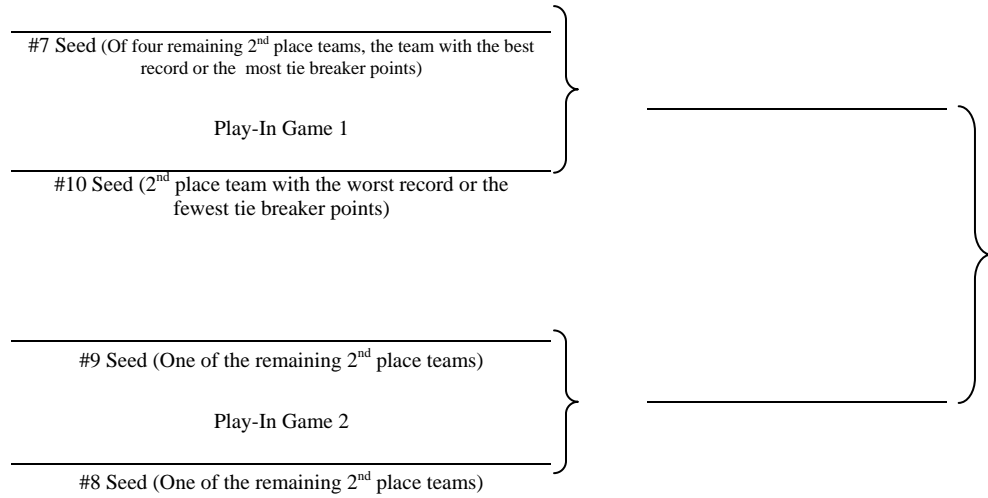 #7 Seed (Of four remaining 2nd place teams, the team with the best
record or the most tie breaker points)
Play-In Game 1
#10 Seed (2nd place team with the worst record or the
fewest tie breaker points)
#9 Seed (One of the remaining 2nd place teams)
Play-In Game 2
#8 Seed (One of the remaining 2nd place teams)